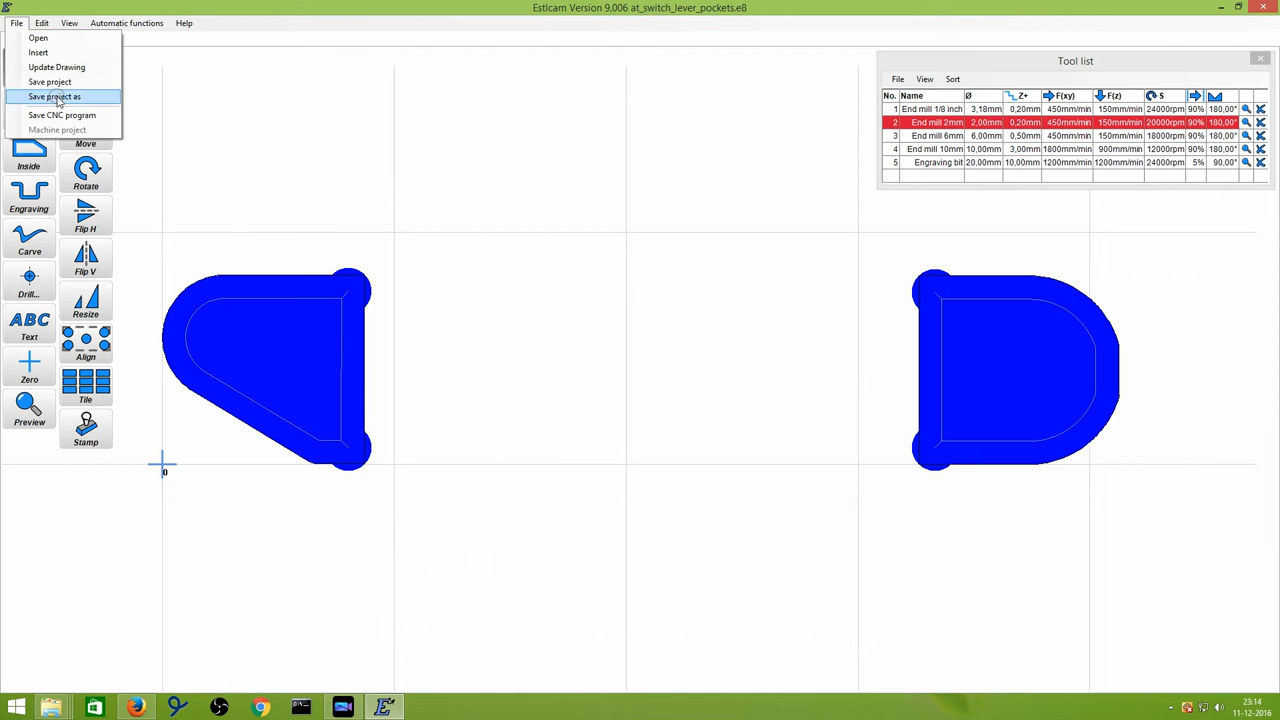 Estlcam Version 9,006 at_switch_lever_pockets.e8
File Edit View Automatic functions Help
Open
Insert
Update Drawing
Save project
Save project as
Save CNC program
Machine project
Move
Inside
Rotate
Engraving
Flip H
Carve
Flip V
Drill...
Resize
ABC
Text
Align
Zero
Tile
Preview
Stamp
0
Tool list
File View Sort
No. Name Ø Z+ F(xy) F(z) S
1 End mill 1/8 inch 3,18mm 0,20mm 450mm/min 150mm/min 24000rpm 90% 180,00°
2 End mill 2mm 2,00mm 0,20mm 450mm/min 150mm/min 20000rpm 90% 180,00°
3 End mill 6mm 6,00mm 0,50mm 450mm/min 150mm/min 18000rpm 90% 180,00°
4 End mill 10mm 10,00mm 3,00mm 1800mm/min 900mm/min 24000rpm 90% 180,00°
5 Engraving bit 20,00mm 10,00mm 1200mm/min 1200mm/min 24000rpm 5% 90,00°
23:14
11-12-2016